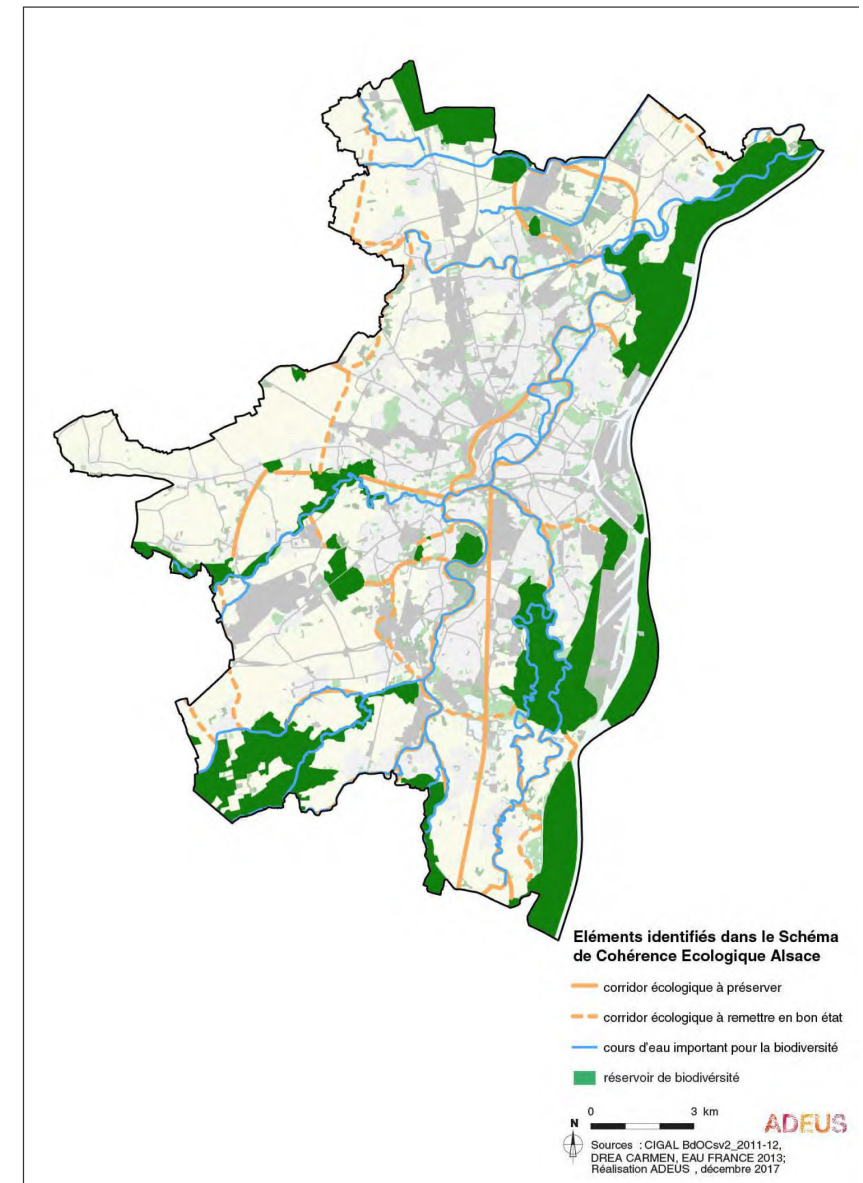 Eléments identifiés dans le Schéma
de Cohérence Ecologique Alsace
corridor écologique à préserver
corridor écologique à remettre en bon état
cours d'eau important pour la biodiversité
réservoir de biodivérsité
0 3 km
N
ADEUS
Sources : CIGAL BdOCsv2_2011-12,
DREA CARMEN, EAU FRANCE 2013;
Réalisation ADEUS , décembre 2017